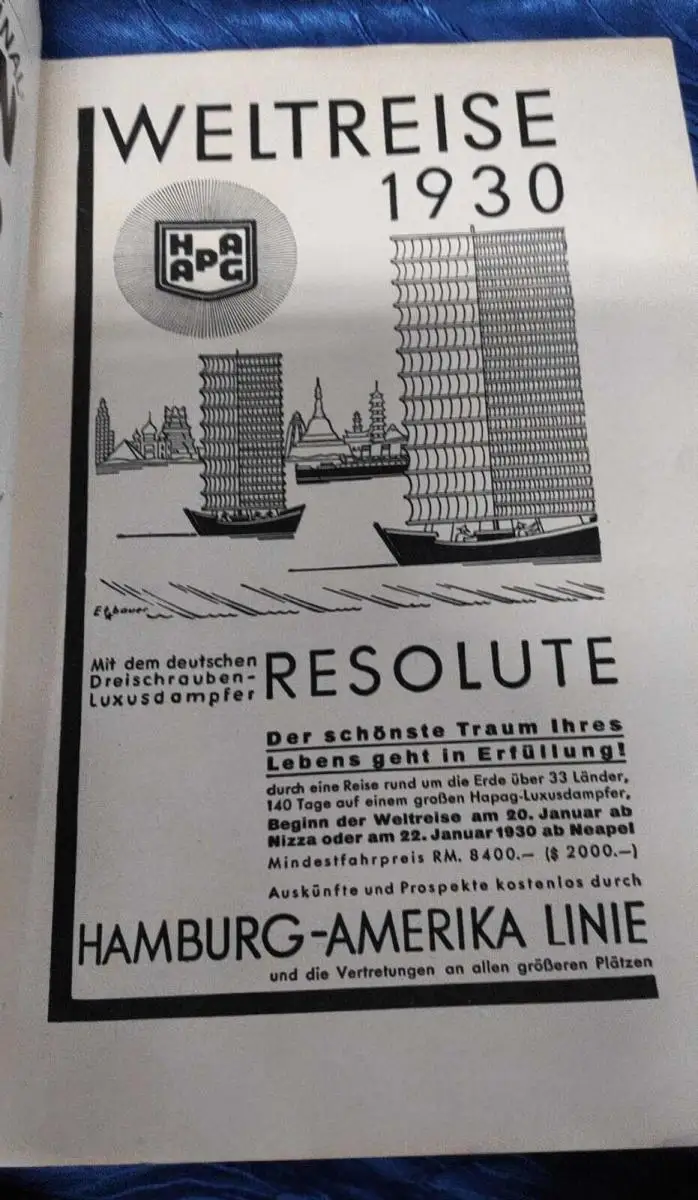 WELTREISE
1930
HAPAG
Mit dem deutschen
Dreischrauben-
Luxusdampfer
RESOLUTE
Der schönste Traum Ihres
Lebens geht in Erfüllung!
durch eine Reise rund um die Erde über 33 Länder,
140 Tage auf einem großen Hapag-Luxusdampfer,
Beginn der Weltreise am 20. Januar ab
Nizza oder am 22. Januar 1930 ab Neapel
Mindestfahrpreis RM. 8400.— ($ 2000.—)
Auskünfte und Prospekte kostenlos durch
HAMBURG-AMERIKA LINIE
und die Vertretungen an allen größeren Plätzen